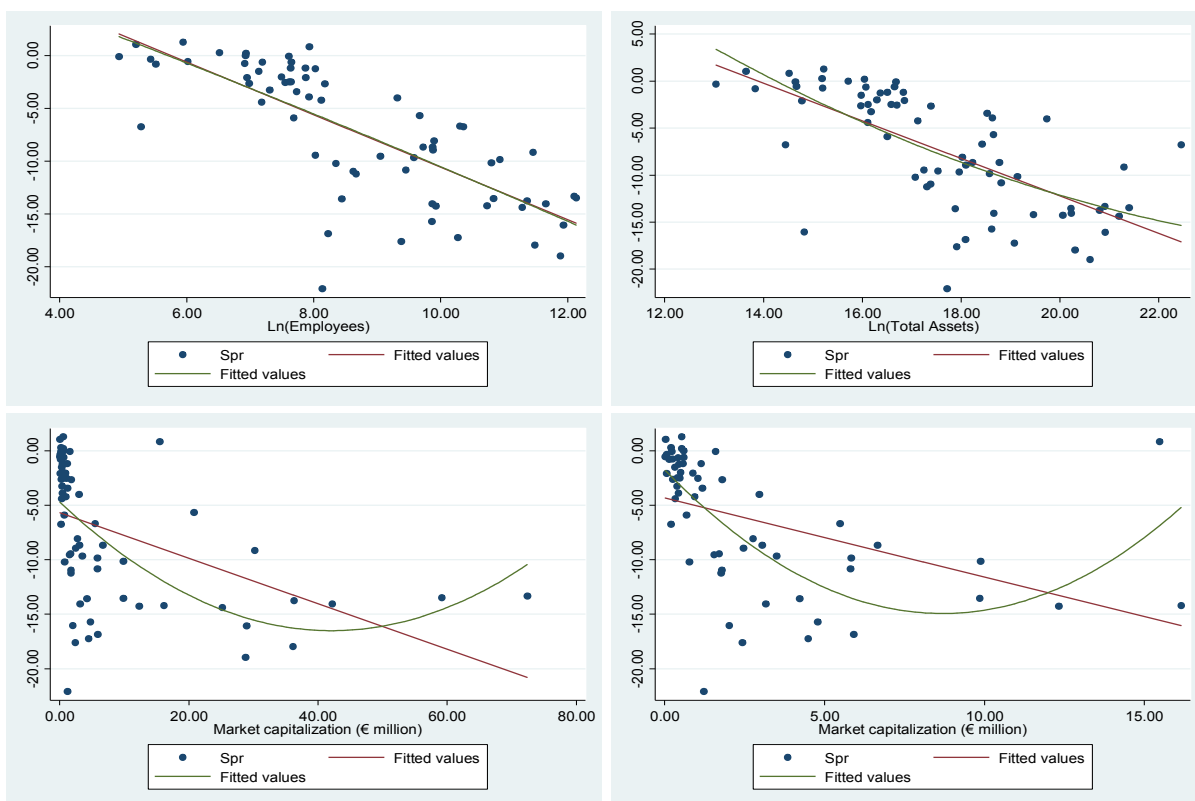 0.00
-5.00
-10.00
-15.00
-20.00
4.00 6.00 8.00 10.00 12.00
Ln(Employees)
Spr Fitted values
Fitted values
5.00
0.00
-5.00
-10.00
-15.00
-20.00
12.00 14.00 16.00 18.00 20.00 22.00
Ln(Total Assets)
Spr Fitted values
Fitted values
0.00
-5.00
-10.00
-15.00
-20.00
0.00 20.00 40.00 60.00 80.00
Market capitalization (€ million)
Spr Fitted values
Fitted values
0.00
-5.00
-10.00
-15.00
-20.00
0.00 5.00 10.00 15.00
Market capitalization (€ million)
Spr Fitted values
Fitted values